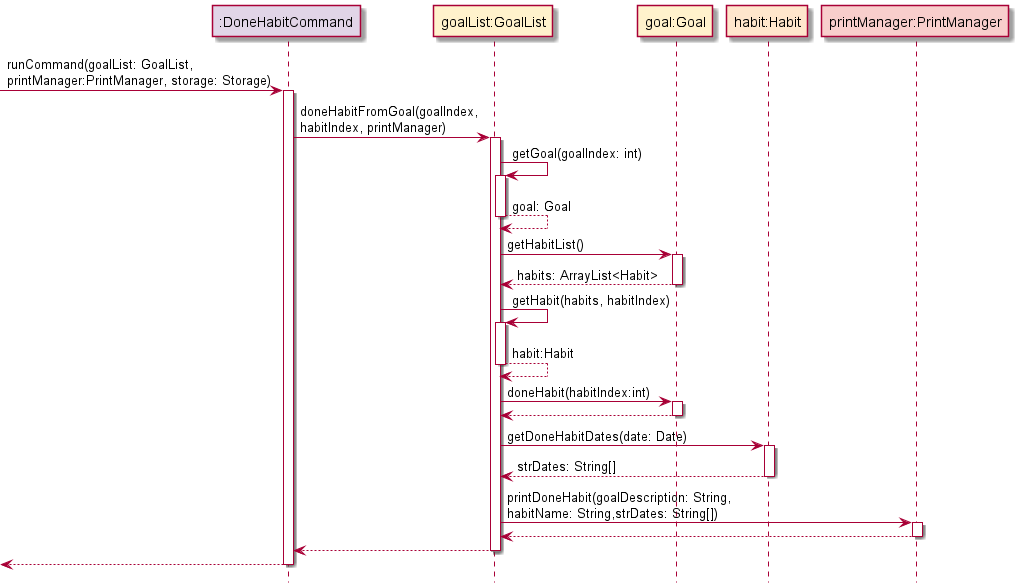 :DoneHabitCommand
goalList:GoalList
goal:Goal
habit:Habit
printManager:PrintManager
runCommand(goalList: GoalList,
printManager:PrintManager, storage: Storage)
doneHabitFromGoal(goalIndex,
habitIndex, printManager)
getGoal(goalIndex: int)
goal: Goal
getHabitList()
habits: ArrayList<Habit>
getHabit(habits, habitIndex)
habit:Habit
doneHabit(habitIndex:int)
getDoneHabitDates(date: Date)
strDates: String[]
printDoneHabit(goalDescription: String,
habitName: String,strDates: String[])